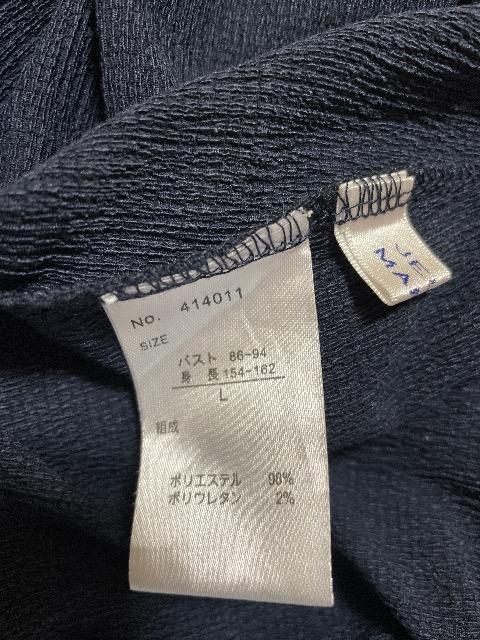 No. 414011
SIZE
バスト 86-94
身 長 154-162
L
組成
ポリエステル 98%
ポリウレタン 2%